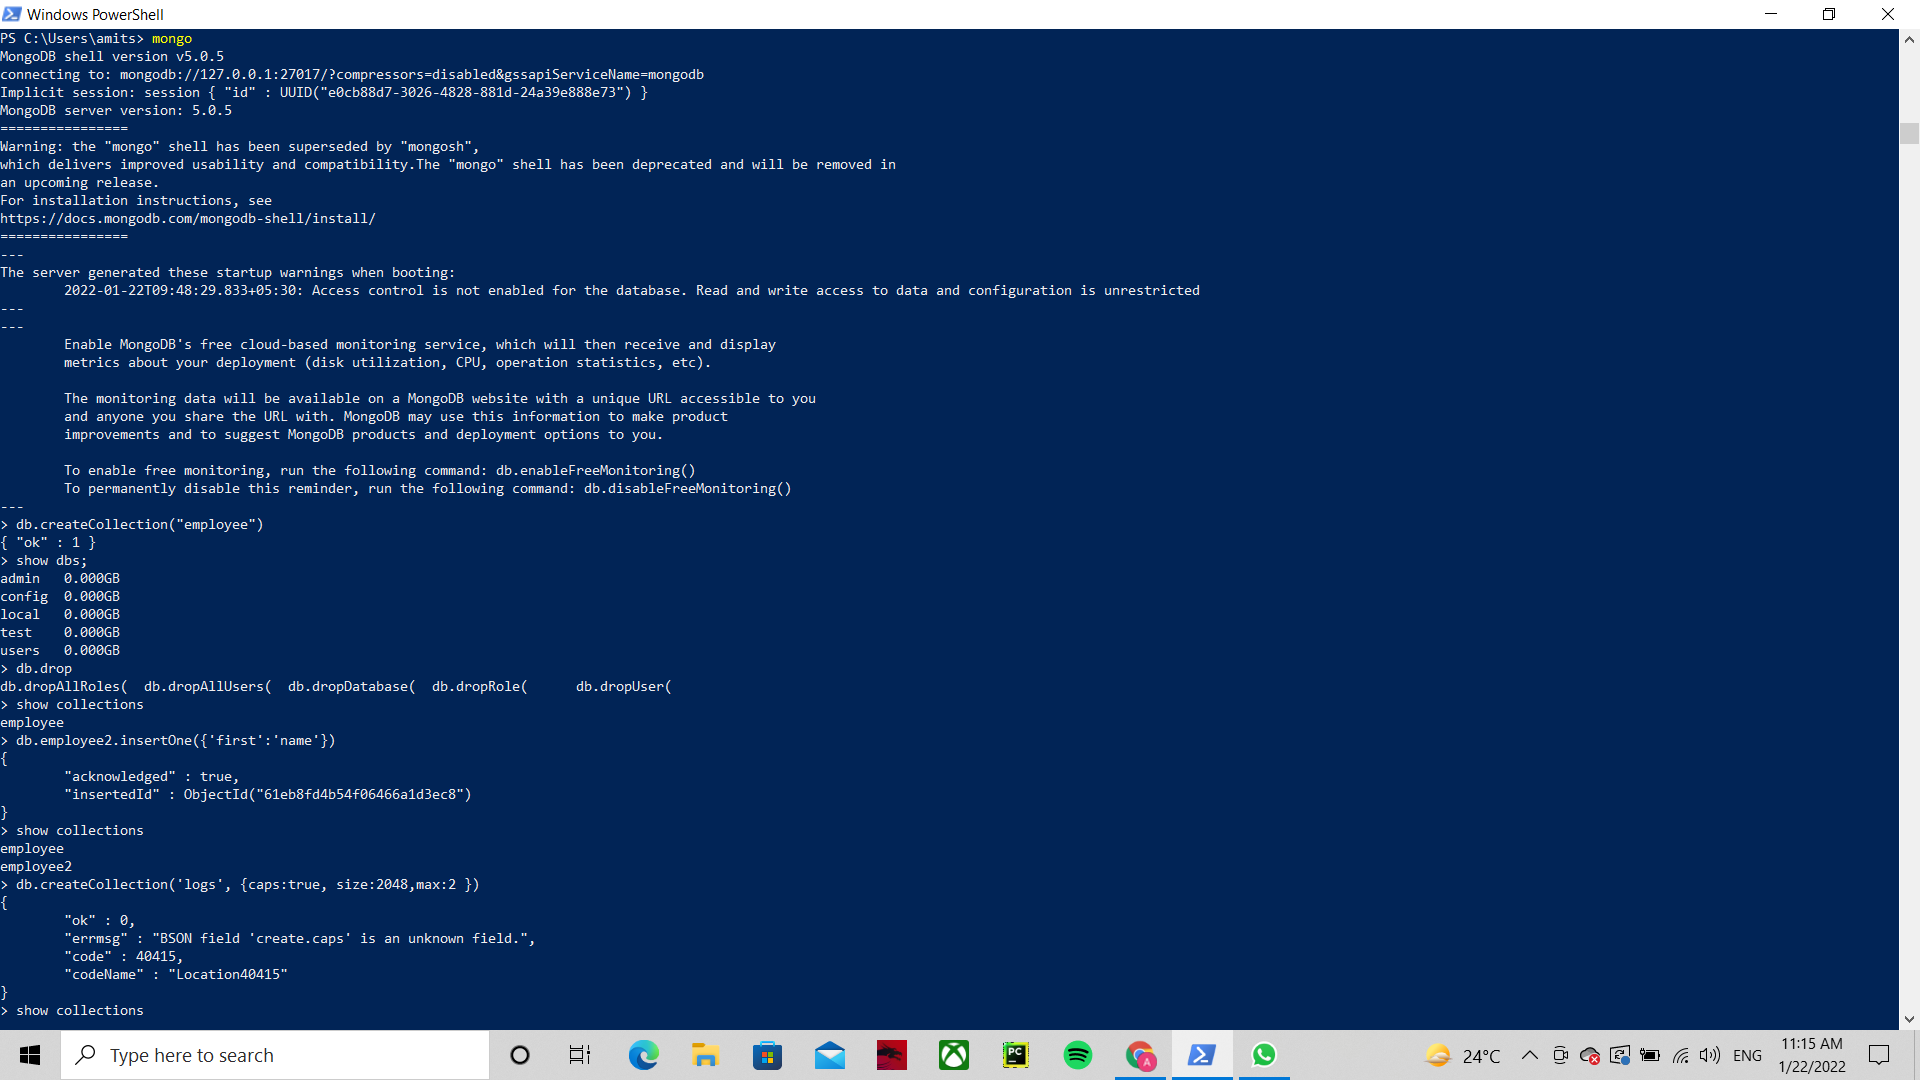 Windows PowerShell
PS C:\Users\amits> mongo
MongoDB shell version v5.0.5
connecting to: mongodb://127.0.0.1:27017/?compressors=disabled&gssapiServiceName=mongodb
Implicit session: session { "id" : UUID("e0cb88d7-3026-4828-881d-24a39e888e73") }
MongoDB server version: 5.0.5
================
Warning: the "mongo" shell has been superseded by "mongosh",
which delivers improved usability and compatibility.The "mongo" shell has been deprecated and will be removed in
an upcoming release.
For installation instructions, see
https://docs.mongodb.com/mongodb-shell/install/
================
---
The server generated these startup warnings when booting:
        2022-01-22T09:48:29.833+05:30: Access control is not enabled for the database. Read and write access to data and configuration is unrestricted
---
---
        Enable MongoDB's free cloud-based monitoring service, which will then receive and display
        metrics about your deployment (disk utilization, CPU, operation statistics, etc).
        The monitoring data will be available on a MongoDB website with a unique URL accessible to you
        and anyone you share the URL with. MongoDB may use this information to make product
        improvements and to suggest MongoDB products and deployment options to you.
        To enable free monitoring, run the following command: db.enableFreeMonitoring()
        To permanently disable this reminder, run the following command: db.disableFreeMonitoring()
---
> db.createCollection("employee")
{ "ok" : 1 }
> show dbs;
admin   0.000GB
config  0.000GB
local   0.000GB
test    0.000GB
users   0.000GB
> db.drop
db.dropAllRoles(  db.dropAllUsers(  db.dropDatabase(  db.dropRole(      db.dropUser(
> show collections
employee
> db.employee2.insertOne({'first':'name'})
{
        "acknowledged" : true,
        "insertedId" : ObjectId("61eb8fd4b54f06466a1d3ec8")
}
> show collections
employee
employee2
> db.createCollection('logs', {caps:true, size:2048,max:2 })
{
        "ok" : 0,
        "errmsg" : "BSON field 'create.caps' is an unknown field.",
        "code" : 40415,
        "codeName" : "Location40415"
}
> show collections
Type here to search
PC
A
24°C
ENG
11:15 AM
1/22/2022